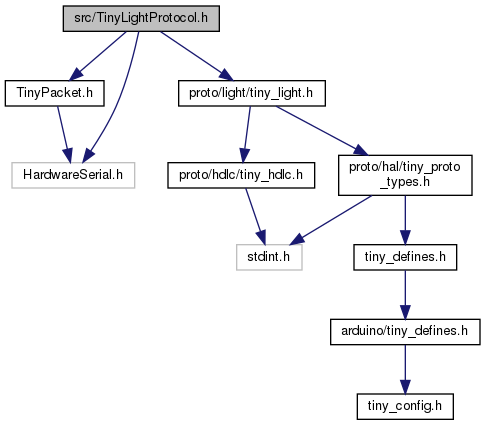 src/TinyLightProtocol.h
TinyPacket.h
proto/light/tiny_light.h
HardwareSerial.h
proto/hdlc/tiny_hdlc.h
proto/hal/tiny_proto
_types.h
stdint.h
tiny_defines.h
arduino/tiny_defines.h
tiny_config.h